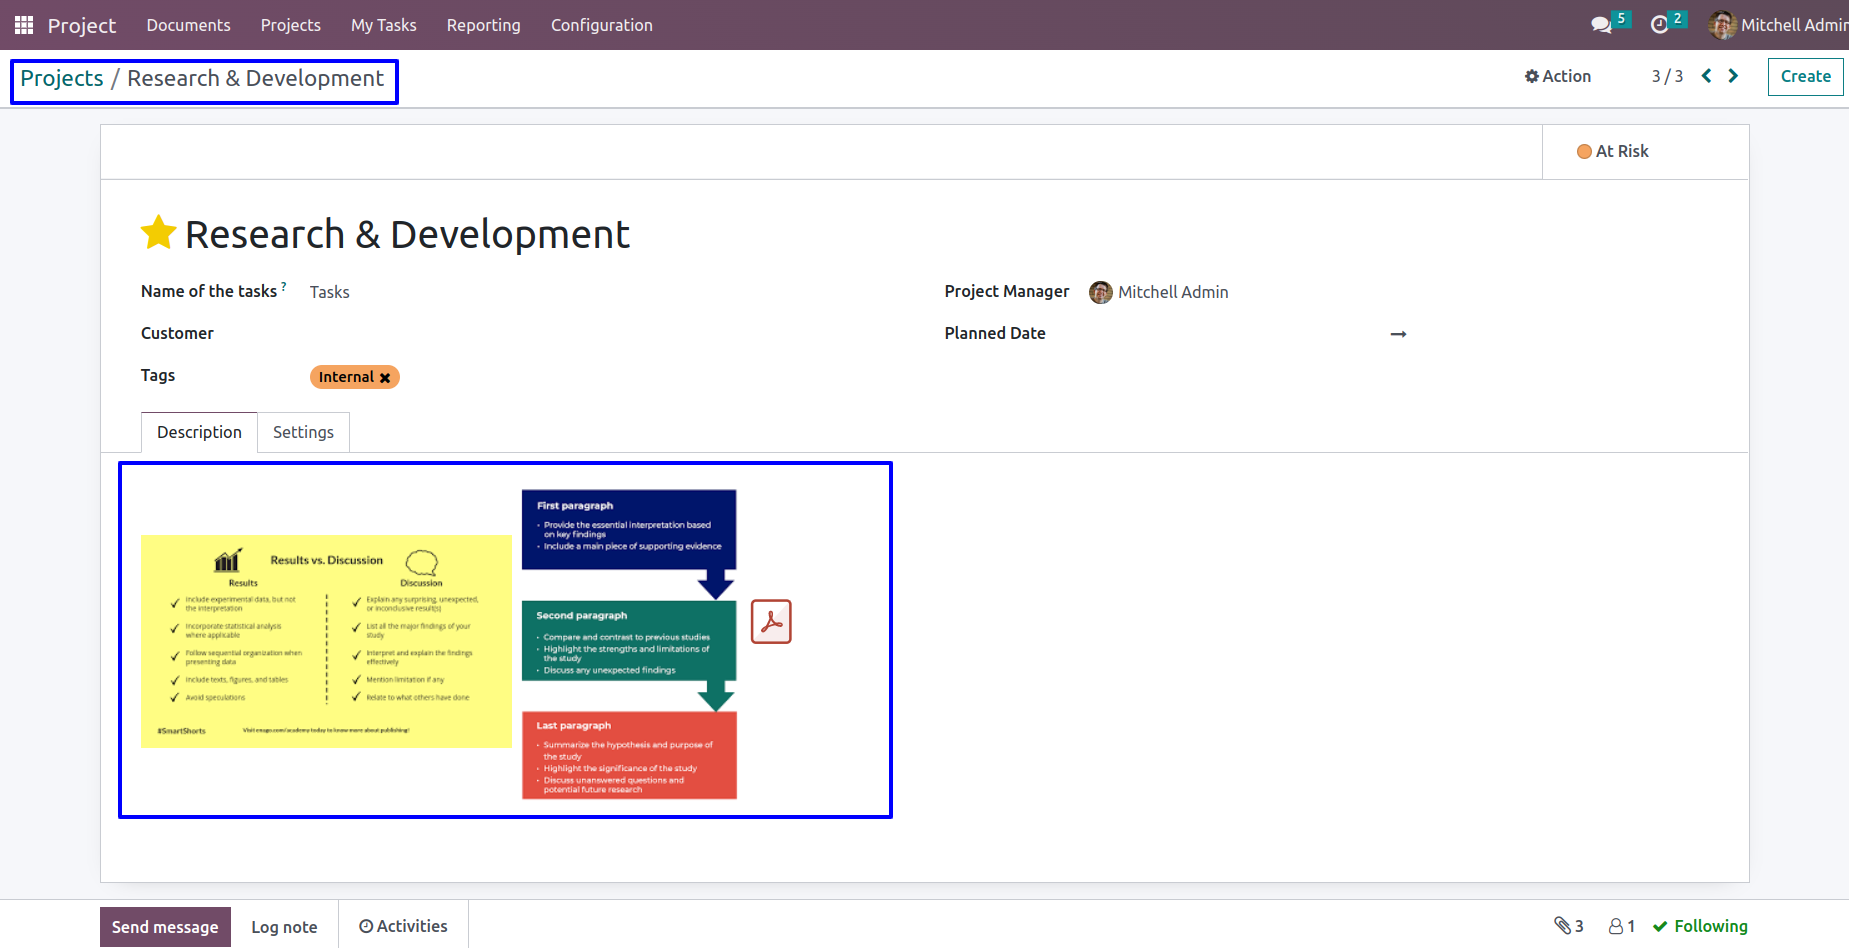 Project Documents Projects My Tasks Reporting Configuration 5 2 Mitchell Admin
Projects / Research & Development Action 3 / 3 Create
At Risk
Research & Development
Name of the tasks ? Tasks Project Manager Mitchell Admin
Customer Planned Date
Tags Internal
Description Settings
Results vs. Discussion
Results
Include experimental data, but not
the interpretation
Incorporate statistical analysis
where applicable
Follow sequential organization when
presenting data
Include texts, figures, and tables
Avoid speculations
Discussion
Explain any surprising, unexpected,
or inconclusive result(s)
List all the major findings of your
study
Interpret and explain the findings
effectively
Mention limitation if any
Relate to what others have done
#SmartShorts Visit enago.com/academy today to know more about publishing!
First paragraph
• Provide the essential interpretation based
on key findings
• Include a main piece of supporting evidence
Second paragraph
• Compare and contrast to previous studies
• Highlight the strengths and limitations of
the study
• Discuss any unexpected findings
Last paragraph
• Summarize the hypothesis and purpose of
the study
• Highlight the significance of the study
• Discuss unanswered questions and
potential future research
Send message Log note Activities 3 1 Following